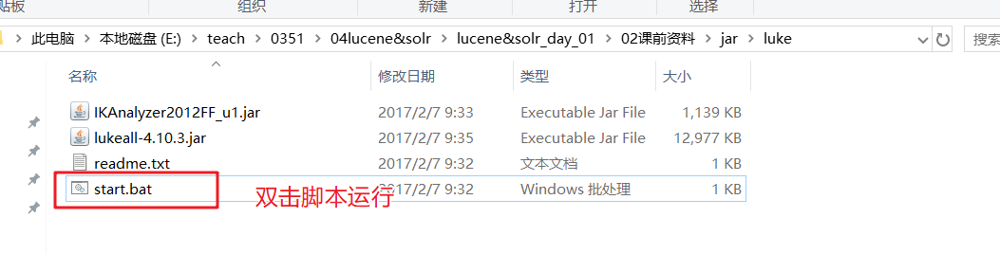 贴板 组织 新建 打开 选择
此电脑 本地磁盘 (E:) teach 0351 04lucene&solr lucene&solr_day_01 02课前资料 jar luke 搜索
名称 修改日期 类型 大小
IKAnalyzer2012FF_u1.jar 2017/2/7 9:33 Executable Jar File 1,139 KB
lukeall-4.10.3.jar 2017/2/7 9:35 Executable Jar File 12,977 KB
readme.txt 2017/2/7 9:32 文本文档 1 KB
start.bat 2017/2/7 9:32 Windows 批处理 1 KB
双击脚本运行